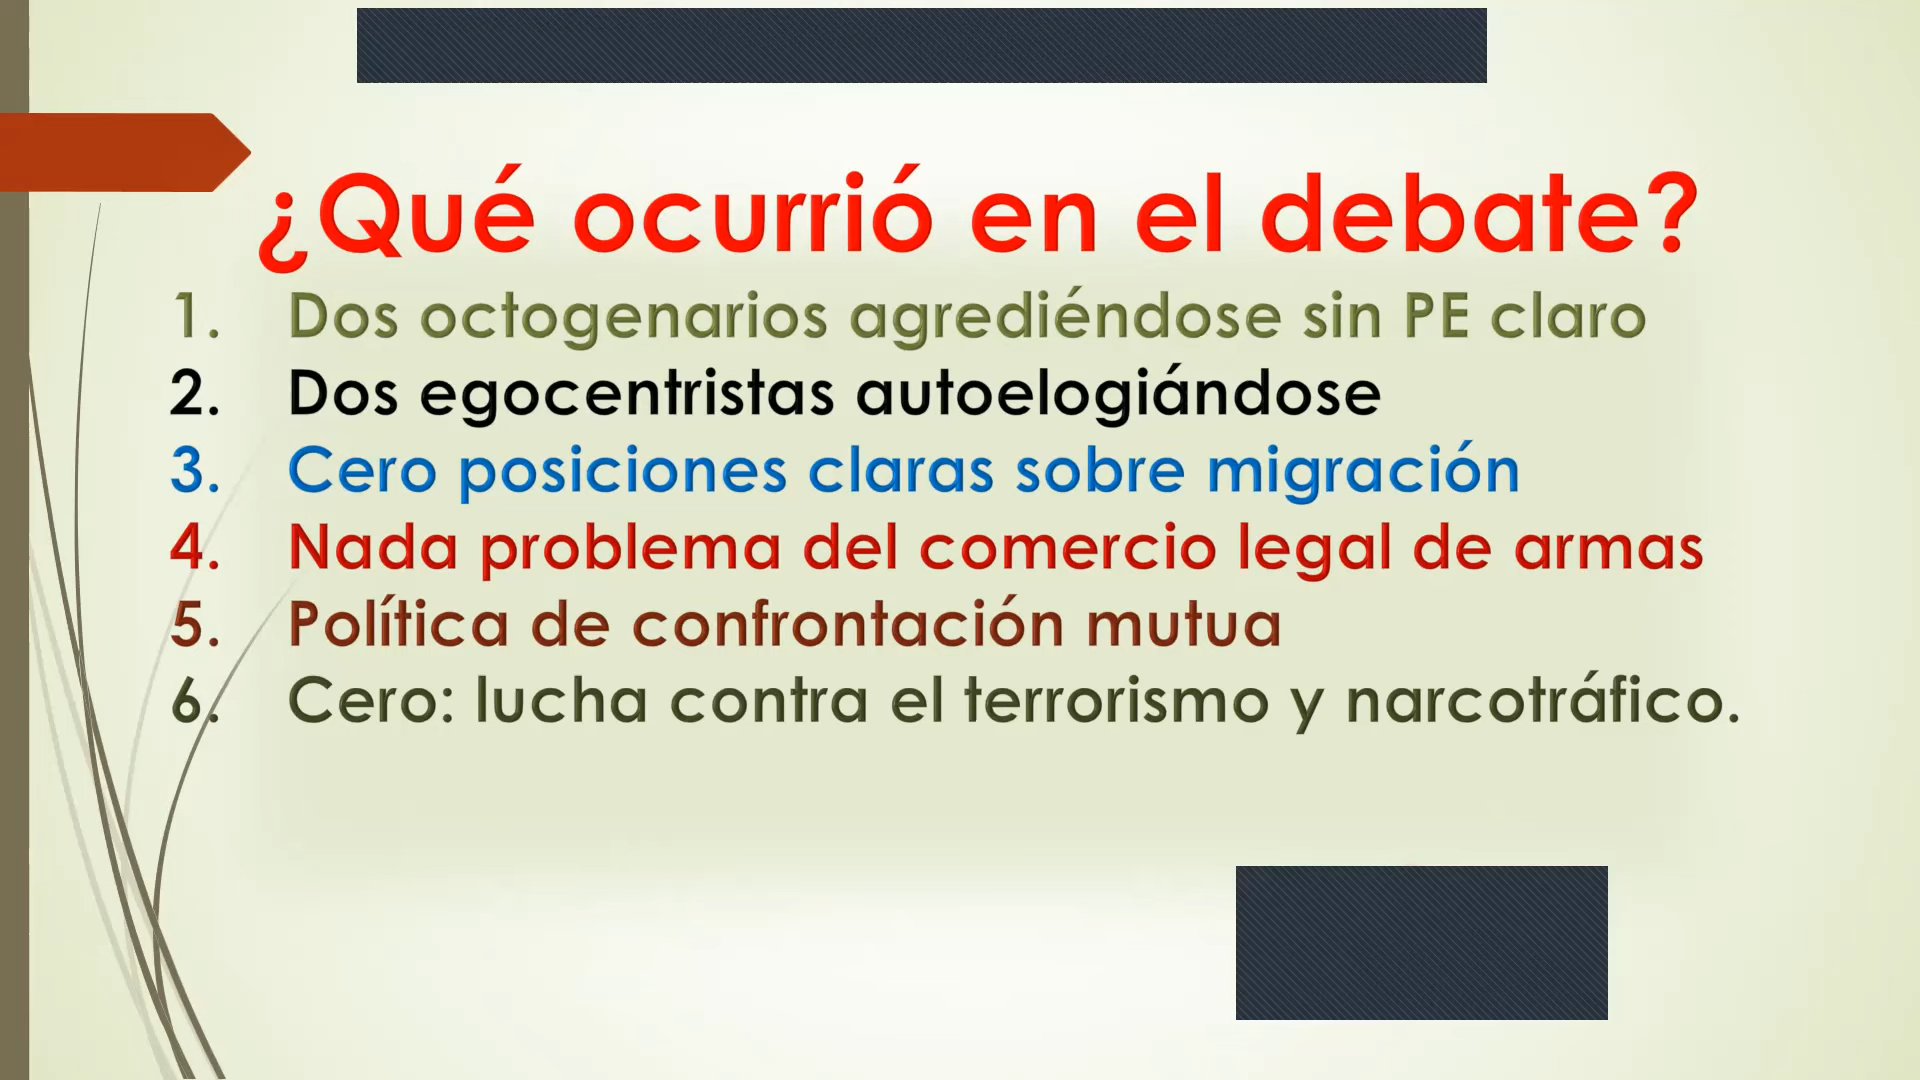 ¿Qué ocurrió en el debate?
1. Dos octogenarios agrediéndose sin PE claro
2. Dos egocentristas autoelogiándose
3. Cero posiciones claras sobre migración
4. Nada problema del comercio legal de armas
5. Política de confrontación mutua
6. Cero: lucha contra el terrorismo y narcotráfico.